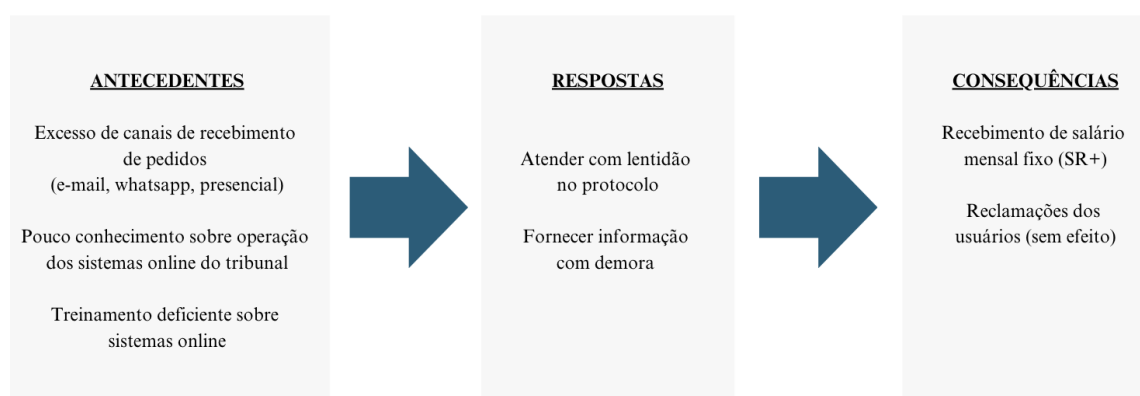 ANTECEDENTES
Excesso de canais de recebimento
de pedidos
(e-mail, whatsapp, presencial)
Pouco conhecimento sobre operação
dos sistemas online do tribunal
Treinamento deficiente sobre
sistemas online
RESPOSTAS
Atender com lentidão
no protocolo
Fornecer informação
com demora
CONSEQUÊNCIAS
Recebimento de salário
mensal fixo (SR+)
Reclamações dos
usuários (sem efeito)